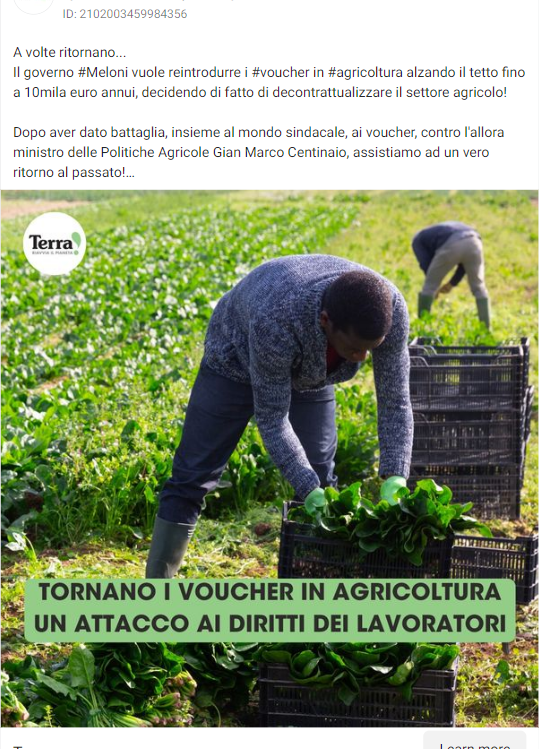 ID: 2102003459984356
A volte ritornano...
Il governo #Meloni vuole reintrodurre i #voucher in #agricoltura alzando il tetto fino
a 10mila euro annui, decidendo di fatto di decontrattualizzare il settore agricolo!
Dopo aver dato battaglia, insieme al mondo sindacale, ai voucher, contro l'allora
ministro delle Politiche Agricole Gian Marco Centinaio, assistiamo ad un vero
ritorno al passato!...
Terra
TORNANO I VOUCHER IN AGRICOLTURA
UN ATTACCO AI DIRITTI DEI LAVORATORI
Learn more